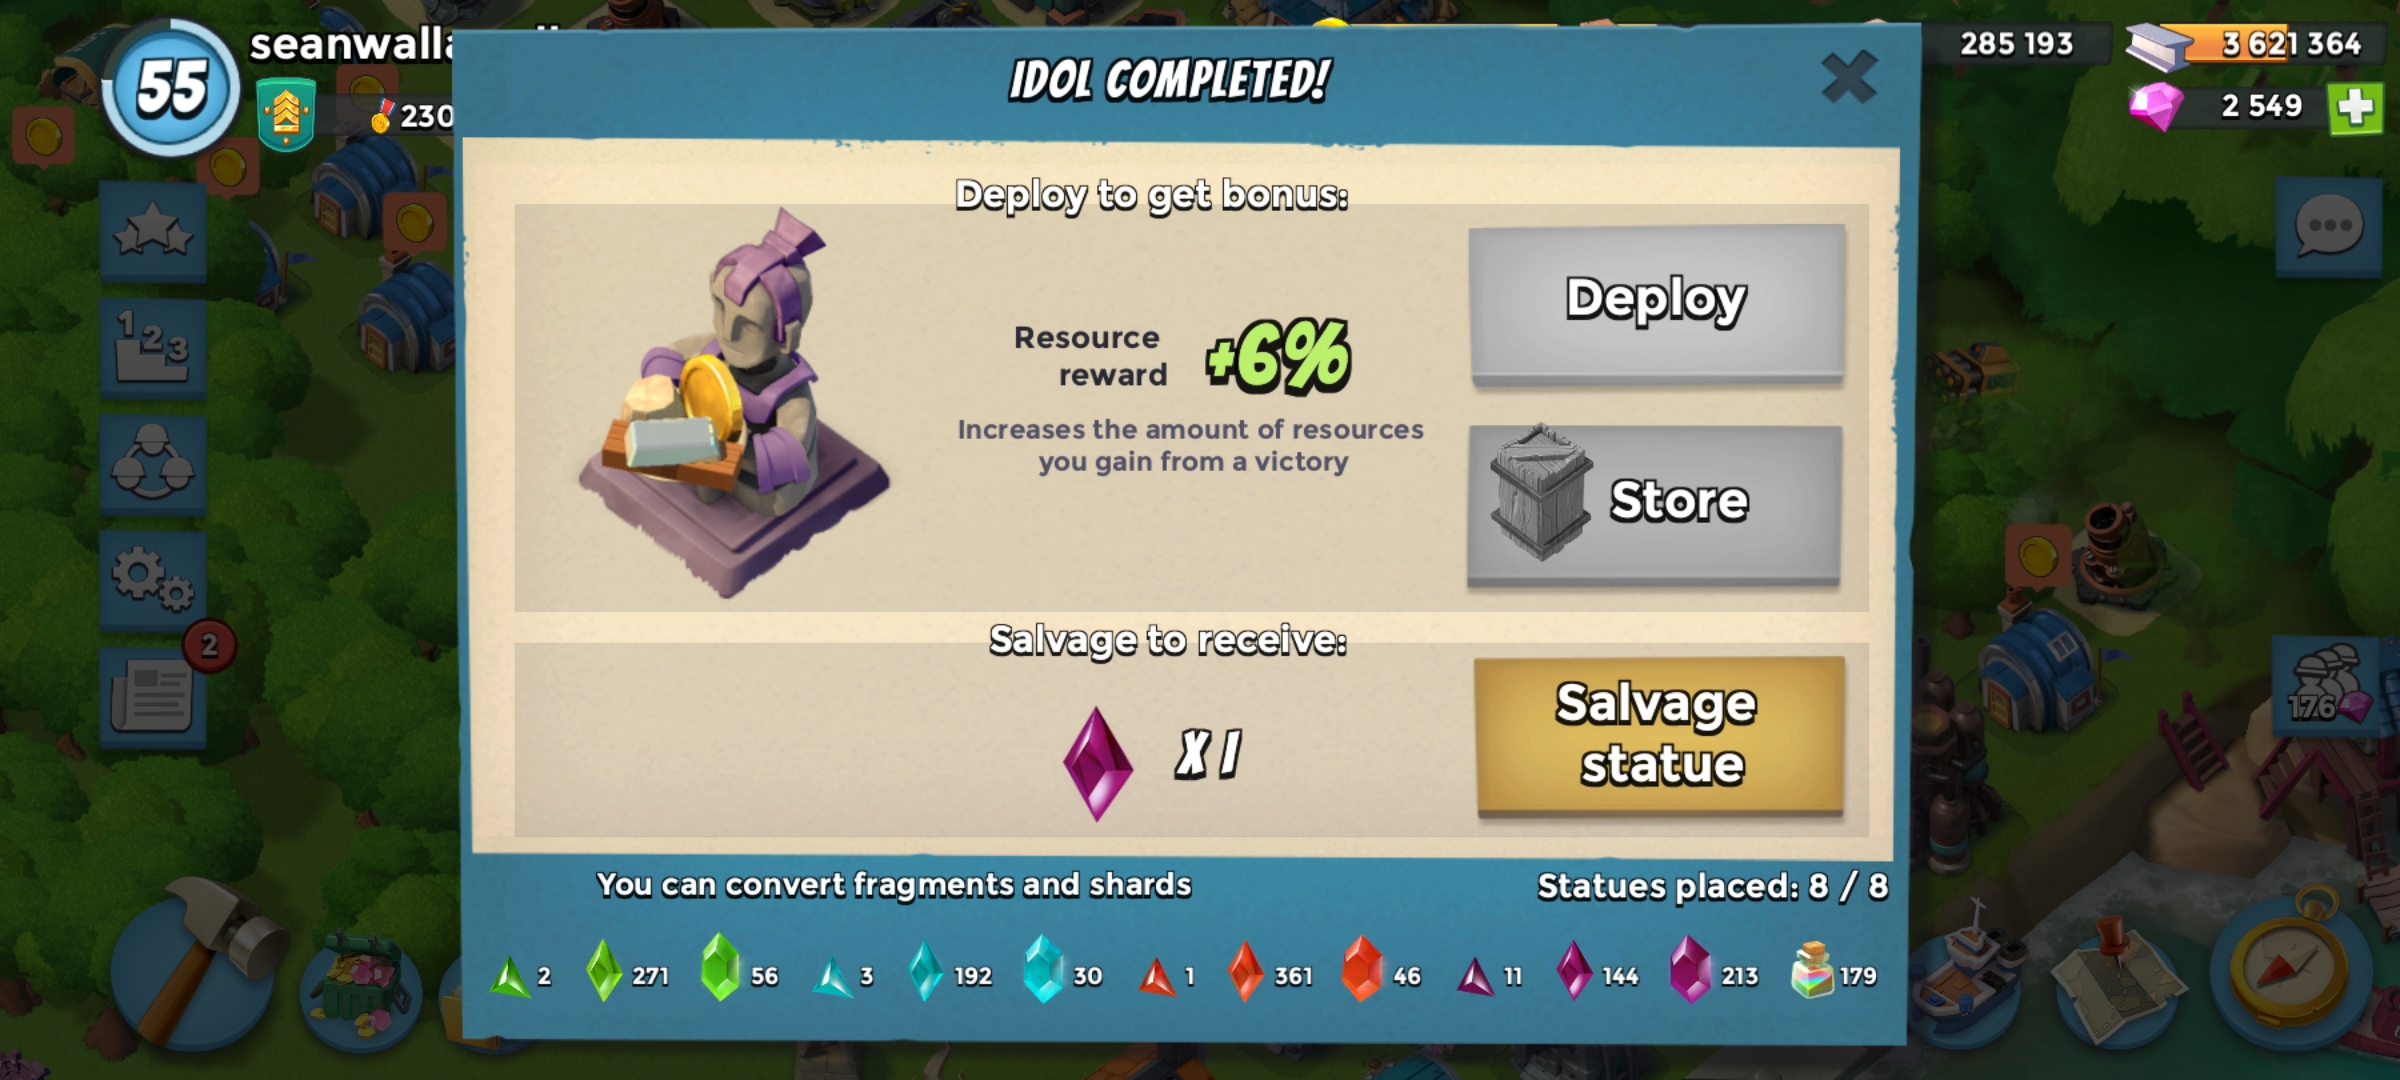 55
230
IDOL COMPLETED!
285 193
3 621 364
2 549
Deploy to get bonus:
Resource
reward
+6%
Increases the amount of resources
you gain from a victory
Deploy
Store
1 2 3
2
Salvage to receive:
X 1
Salvage
statue
176
You can convert fragments and shards
Statues placed: 8 / 8
2
271
56
3
192
30
1
361
46
11
144
213
179